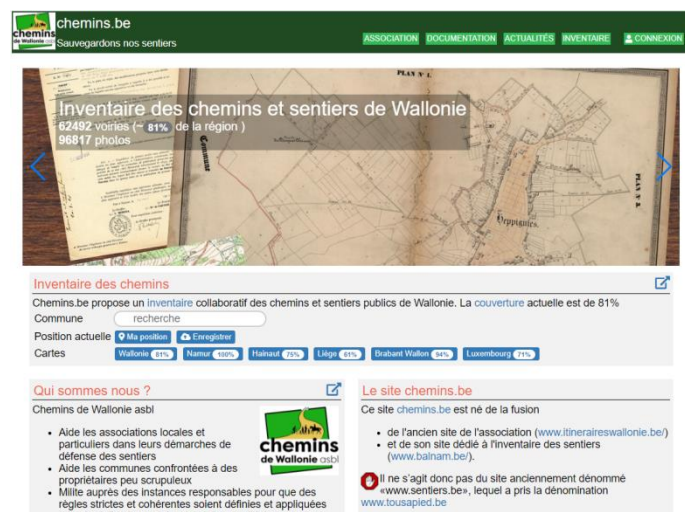 chemins.be
Sauvegardons nos sentiers
chemins
de Wallonie asbl
ASSOCIATION DOCUMENTATION ACTUALITÉS INVENTAIRE CONNEXION
PLAN N° 1.
Inventaire des chemins et sentiers de Wallonie
62492 voiries (~ 81% de la région )
96817 photos
Commune
Heppignies.
PLAN N° 2.
Inventaire des chemins
Chemins.be propose un inventaire collaboratif des chemins et sentiers publics de Wallonie. La couverture actuelle est de 81%
Commune recherche
Position actuelle Ma position Enregistrer
Cartes Wallonie 81% Namur 100% Hainaut 75% Liège 61% Brabant Wallon 94% Luxembourg 71%
Qui sommes nous ?
Chemins de Wallonie asbl
• Aide les associations locales et
particuliers dans leurs démarches de
défense des sentiers
• Aide les communes confrontées à des
propriétaires peu scrupuleux
• Milite auprès des instances responsables pour que des
règles strictes et cohérentes soient définies et appliquées
chemins
de Wallonie asbl
Le site chemins.be
Ce site chemins.be est né de la fusion
• de l'ancien site de l'association (www.itineraireswallonie.be/)
• et de son site dédié à l'inventaire des sentiers
(www.balnam.be/).
Il ne s'agit donc pas du site anciennement dénommé
«www.sentiers.be», lequel a pris la dénomination
www.tousapied.be